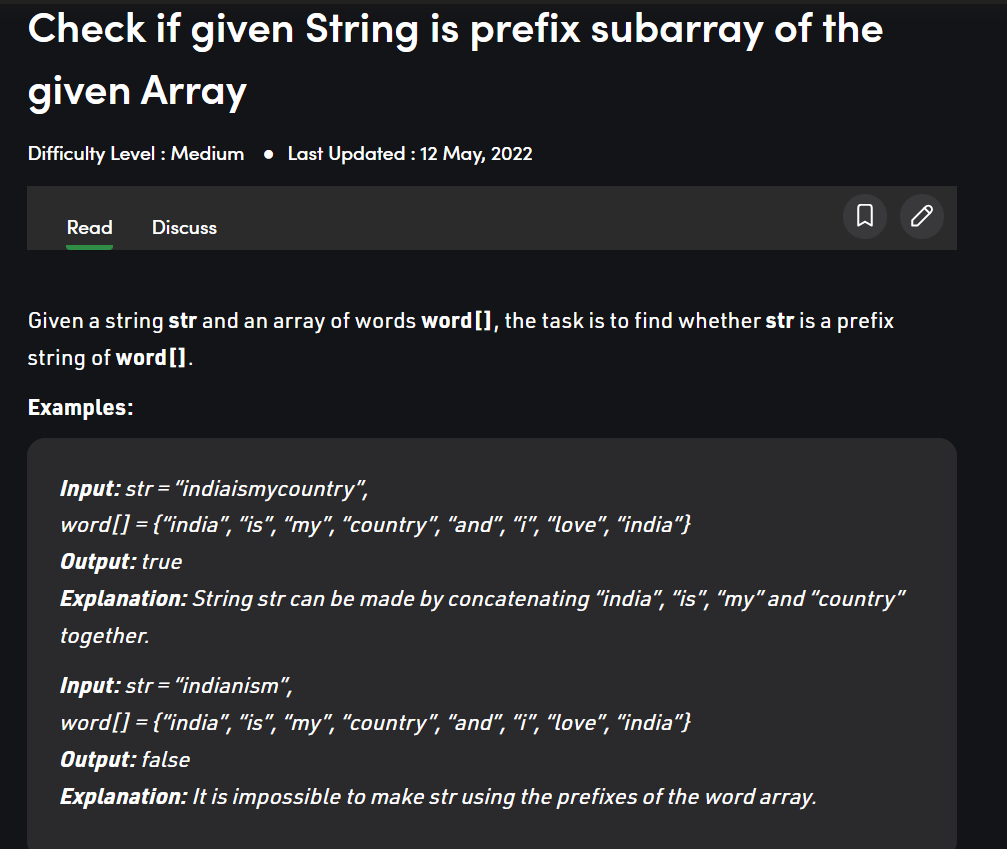 Check if given String is prefix subarray of the
given Array
Difficulty Level : Medium ● Last Updated : 12 May, 2022
Read Discuss
Given a string str and an array of words word[], the task is to find whether str is a prefix
string of word[].
Examples:
Input: str = “indiaismycountry”,
word[] = {“india”, “is”, “my”, “country”, “and”, “i”, “love”, “india”}
Output: true
Explanation: String str can be made by concatenating “india”, “is”, “my” and “country”
together.
Input: str = “indianism”,
word[] = {“india”, “is”, “my”, “country”, “and”, “i”, “love”, “india”}
Output: false
Explanation: It is impossible to make str using the prefixes of the word array.